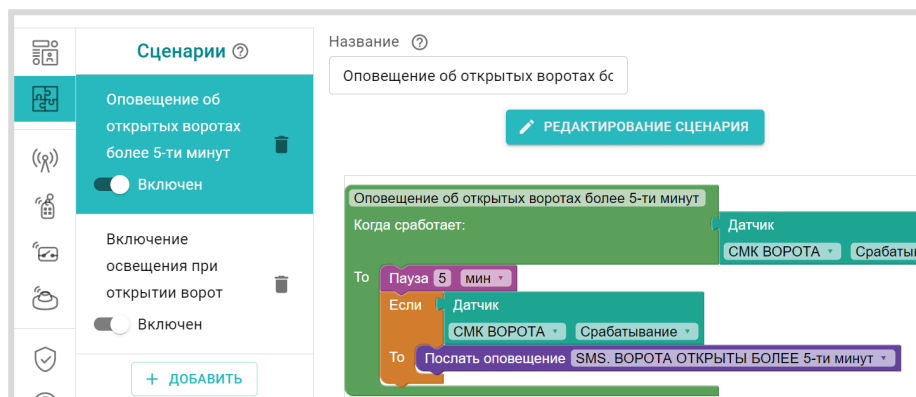 Сценарии
Оповещение об
открытых воротах
более 5-ти минут
Включен
Включение
освещения при
открытии ворот
Включен
+ ДОБАВИТЬ
Название
Оповещение об открытых воротах бо
РЕДАКТИРОВАНИЕ СЦЕНАРИЯ
Оповещение об открытых воротах более 5-ти минут
Когда сработает: Датчик
СМК ВОРОТА Срабатыв
То Пауза 5 мин
Если Датчик
СМК ВОРОТА Срабатывание
То Послать оповещение SMS. ВОРОТА ОТКРЫТЫ БОЛЕЕ 5-ти минут